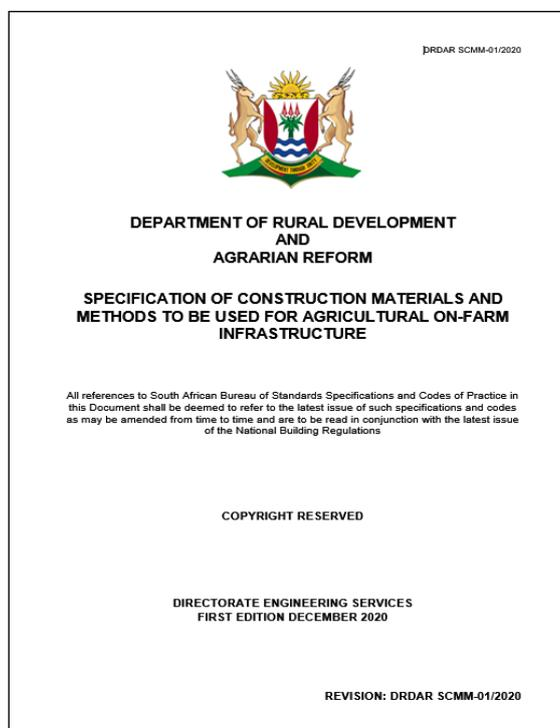 DRDAR SCMM-01/2020
DEVELOPMENT THROUGH UNITY
DEPARTMENT OF RURAL DEVELOPMENT
AND
AGRARIAN REFORM
SPECIFICATION OF CONSTRUCTION MATERIALS AND
METHODS TO BE USED FOR AGRICULTURAL ON-FARM
INFRASTRUCTURE
All references to South African Bureau of Standards Specifications and Codes of Practice in
this Document shall be deemed to refer to the latest issue of such specifications and codes
as may be amended from time to time and are to be read in conjunction with the latest issue
of the National Building Regulations
COPYRIGHT RESERVED
DIRECTORATE ENGINEERING SERVICES
FIRST EDITION DECEMBER 2020
REVISION: DRDAR SCMM-01/2020